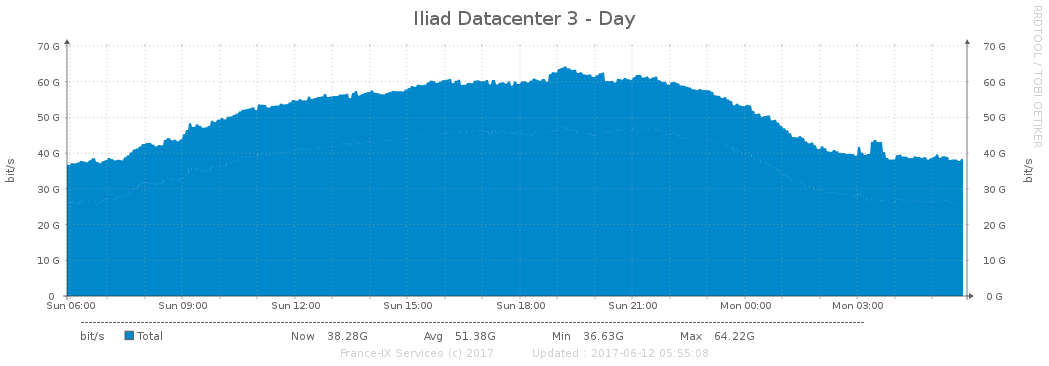 Iliad Datacenter 3 - Day
RRDTOOL / TOBI OETIKER
70 G 70 G
60 G 60 G
50 G 50 G
40 G 40 G
30 G 30 G
20 G 20 G
10 G 10 G
0 0 G
bit/s bit/s
Sun 06:00 Sun 09:00 Sun 12:00 Sun 15:00 Sun 18:00 Sun 21:00 Mon 00:00 Mon 03:00
bit/s Total Now 38.28G Avg 51.38G Min 36.63G Max 64.22G
France-IX Services (c) 2017 Updated : 2017-06-12 05:55:08